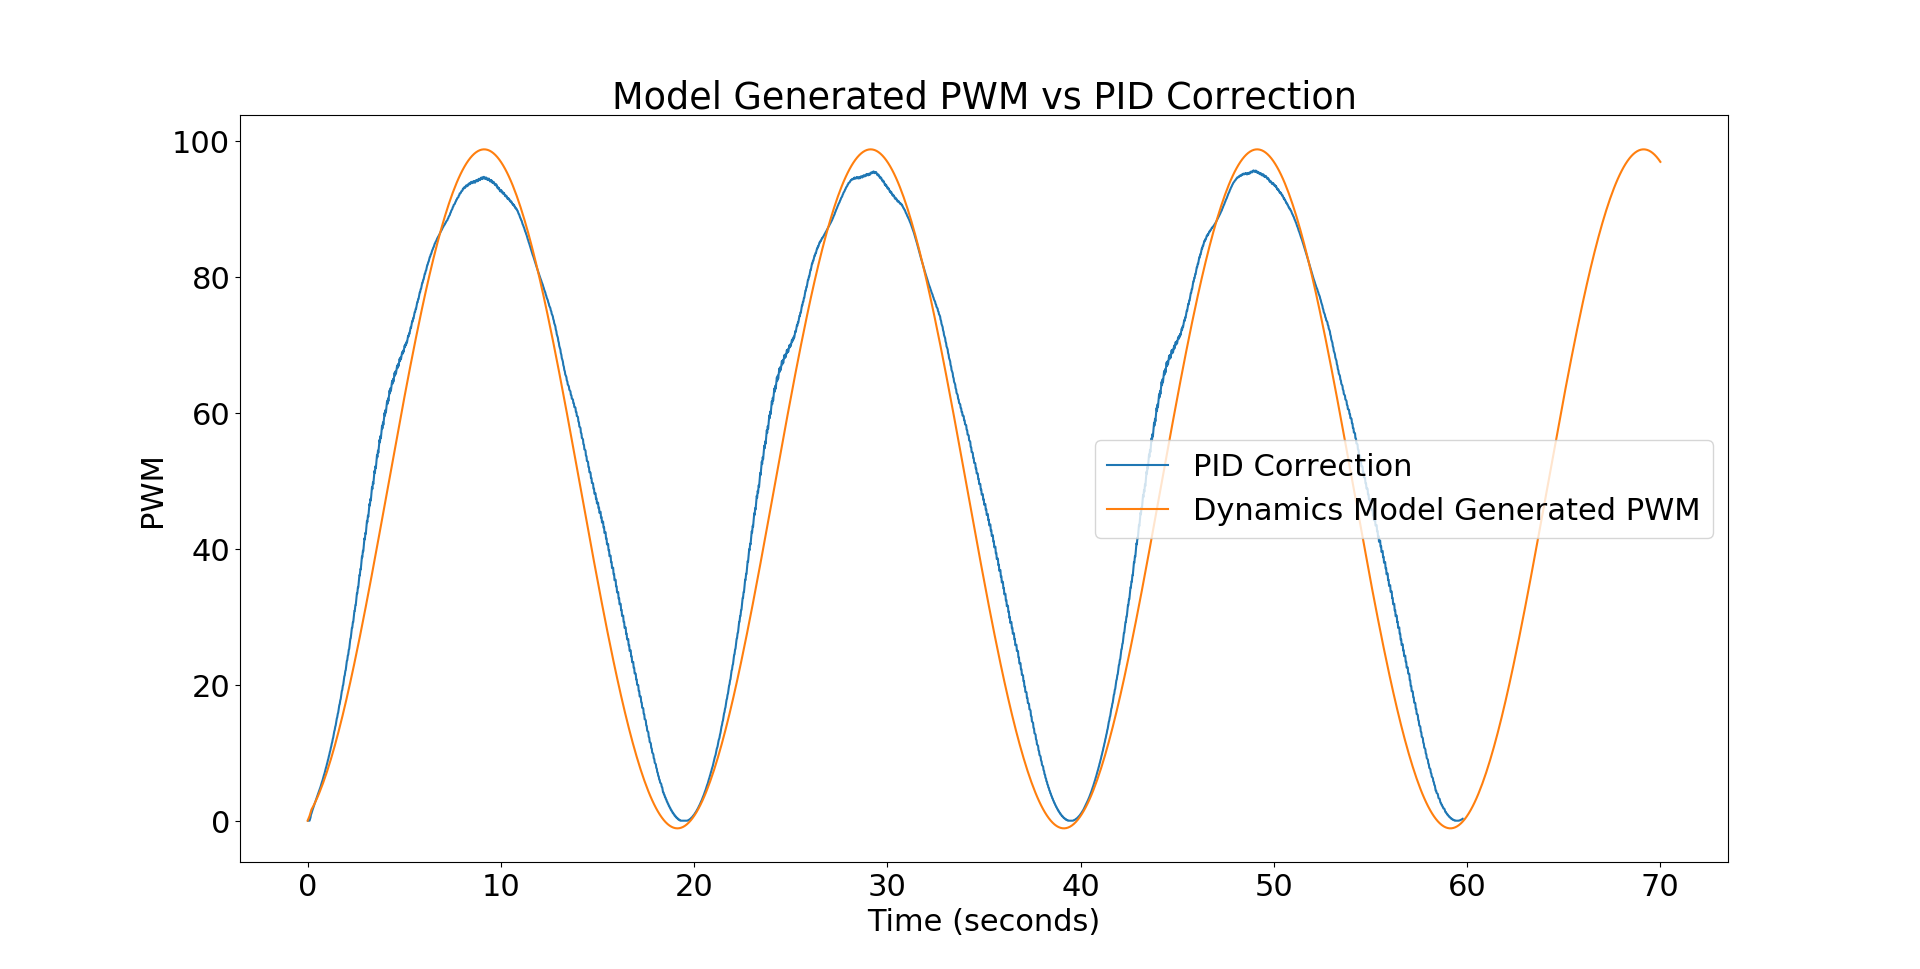 Model Generated PWM vs PID Correction
100
80
60
40
20
0
PWM
PID Correction
Dynamics Model Generated PWM
0 10 20 30 40 50 60 70
Time (seconds)